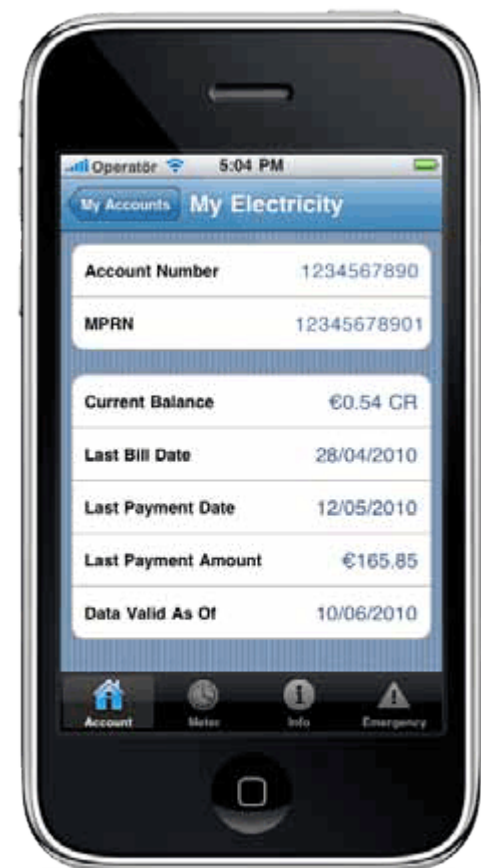 Operatör 5:04 PM
My Accounts My Electricity
Account Number 1234567890
MPRN 12345678901
Current Balance €0.54 CR
Last Bill Date 28/04/2010
Last Payment Date 12/05/2010
Last Payment Amount €165.85
Data Valid As Of 10/06/2010
Account Meter Info Emergency